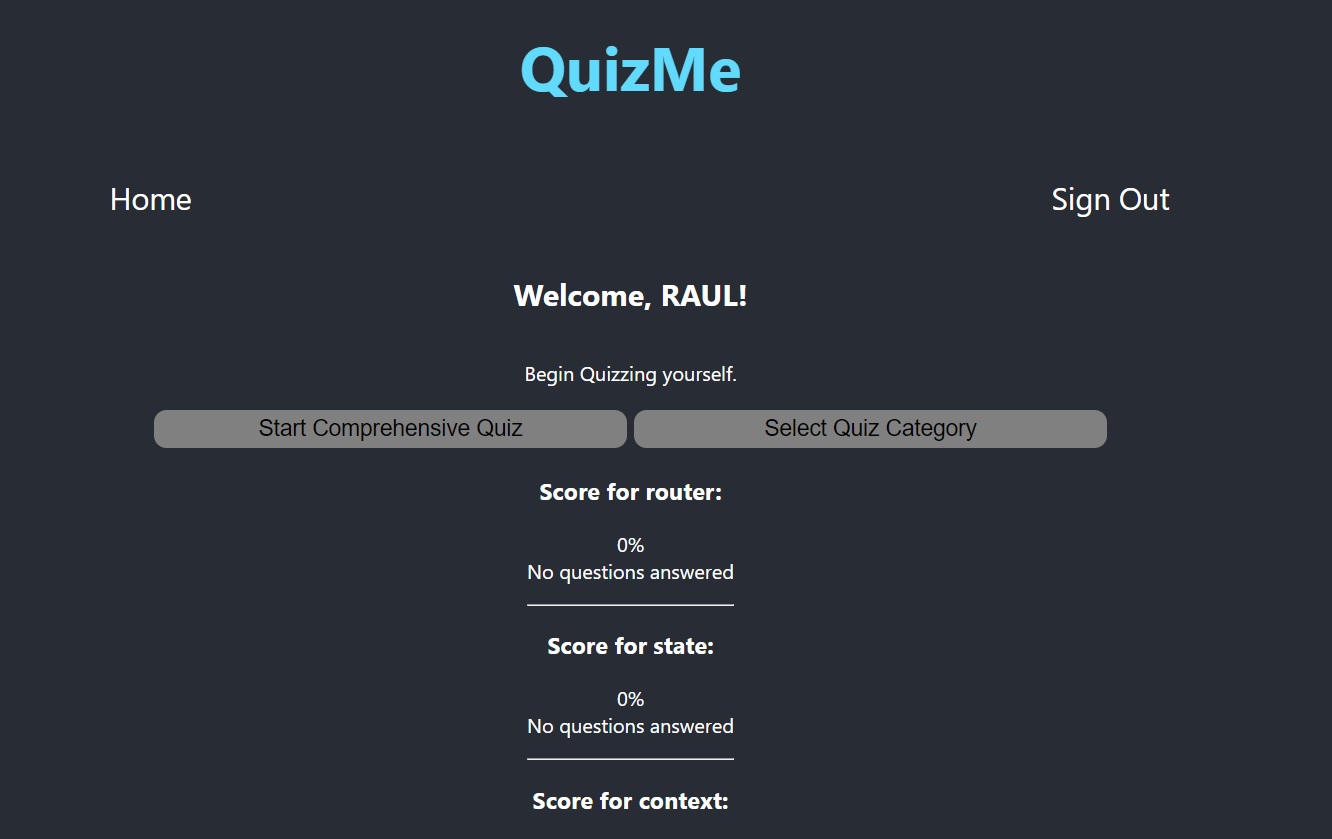 QuizMe
Home
Sign Out
Welcome, RAUL!
Begin Quizzing yourself.
Start Comprehensive Quiz
Select Quiz Category
Score for router:
0%
No questions answered
Score for state:
0%
No questions answered
Score for context: